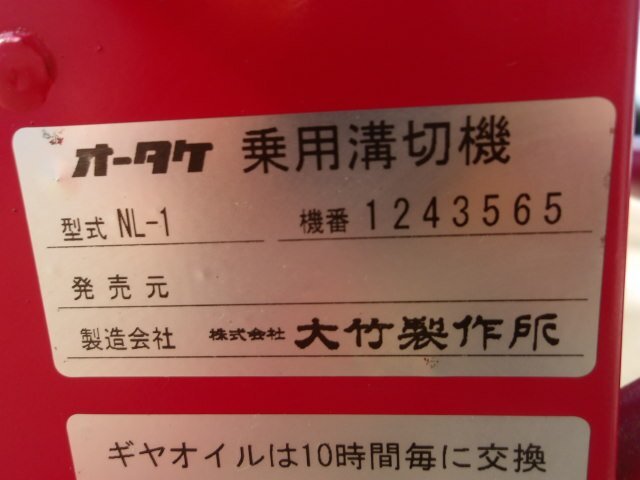 オータケ 乗用溝切機
型式 NL-1 機番 1243565
発売元
製造会社 株式会社 大竹製作所
ギヤオイルは10時間毎に交換